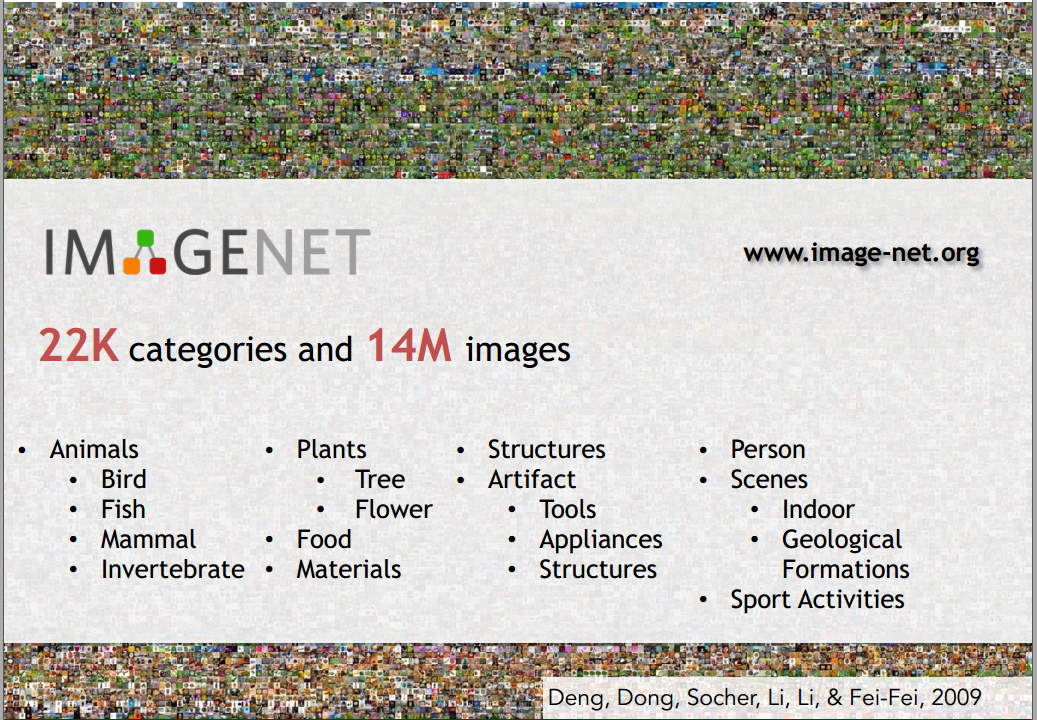 IMAGENET
www.image-net.org
22K categories and 14M images
• Animals
• Bird
• Fish
• Mammal
• Invertebrate
• Plants
• Tree
• Flower
• Food
• Materials
• Structures
• Artifact
• Tools
• Appliances
• Structures
• Person
• Scenes
• Indoor
• Geological
Formations
• Sport Activities
Deng, Dong, Socher, Li, Li, & Fei-Fei, 2009